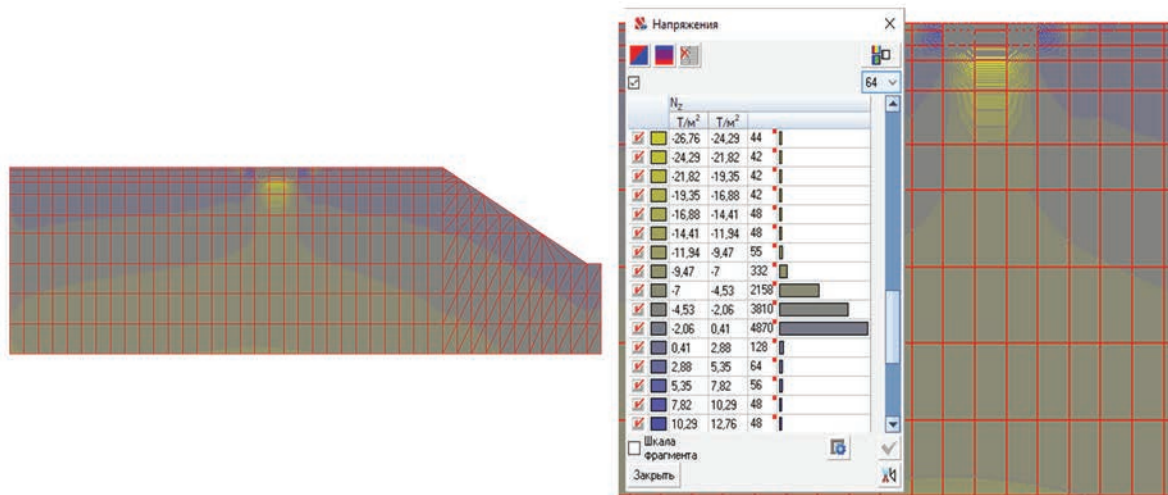 Напряжения
64
N_z
Т/м² Т/м²
-26,76 -24,29 44
-24,29 -21,82 42
-21,82 -19,35 42
-19,35 -16,88 42
-16,88 -14,41 48
-14,41 -11,94 48
-11,94 -9,47 55
-9,47 -7 332
-7 -4,53 2158
-4,53 -2,06 3810
-2,06 0,41 4870
0,41 2,88 128
2,88 5,35 64
5,35 7,82 56
7,82 10,29 48
10,29 12,76 48
Шкала
фрагмента
Закрыть